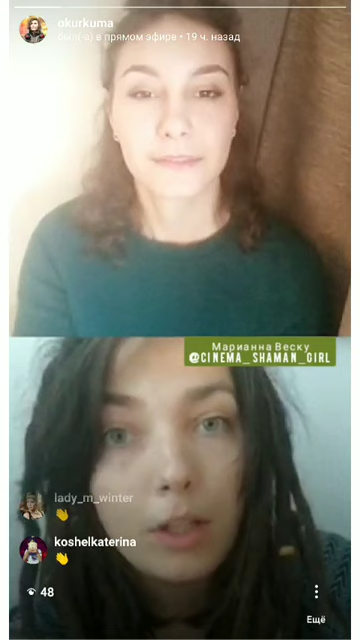 okurkuma
был(-а) в прямом эфире • 19 ч. назад
Марианна Веску
@CINEMA_SHAMAN_GIRL
lady_m_winter
👏
koshelkaterina
👏
48
Ещё